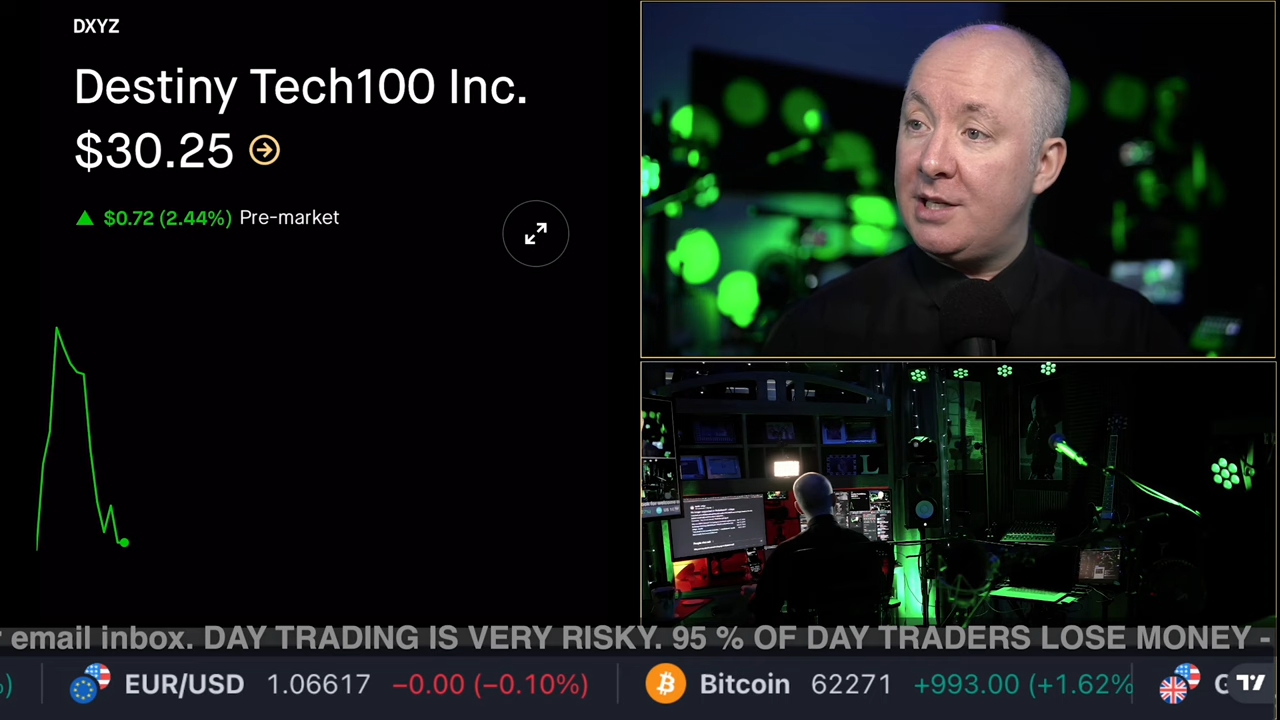 DXYZ
Destiny Tech100 Inc.
$30.25
$0.72 (2.44%) Pre-market
email inbox. DAY TRADING IS VERY RISKY. 95 % OF DAY TRADERS LOSE MONEY -
%) EUR/USD 1.06617 −0.00 (−0.10%) Bitcoin 62271 +993.00 (+1.62%